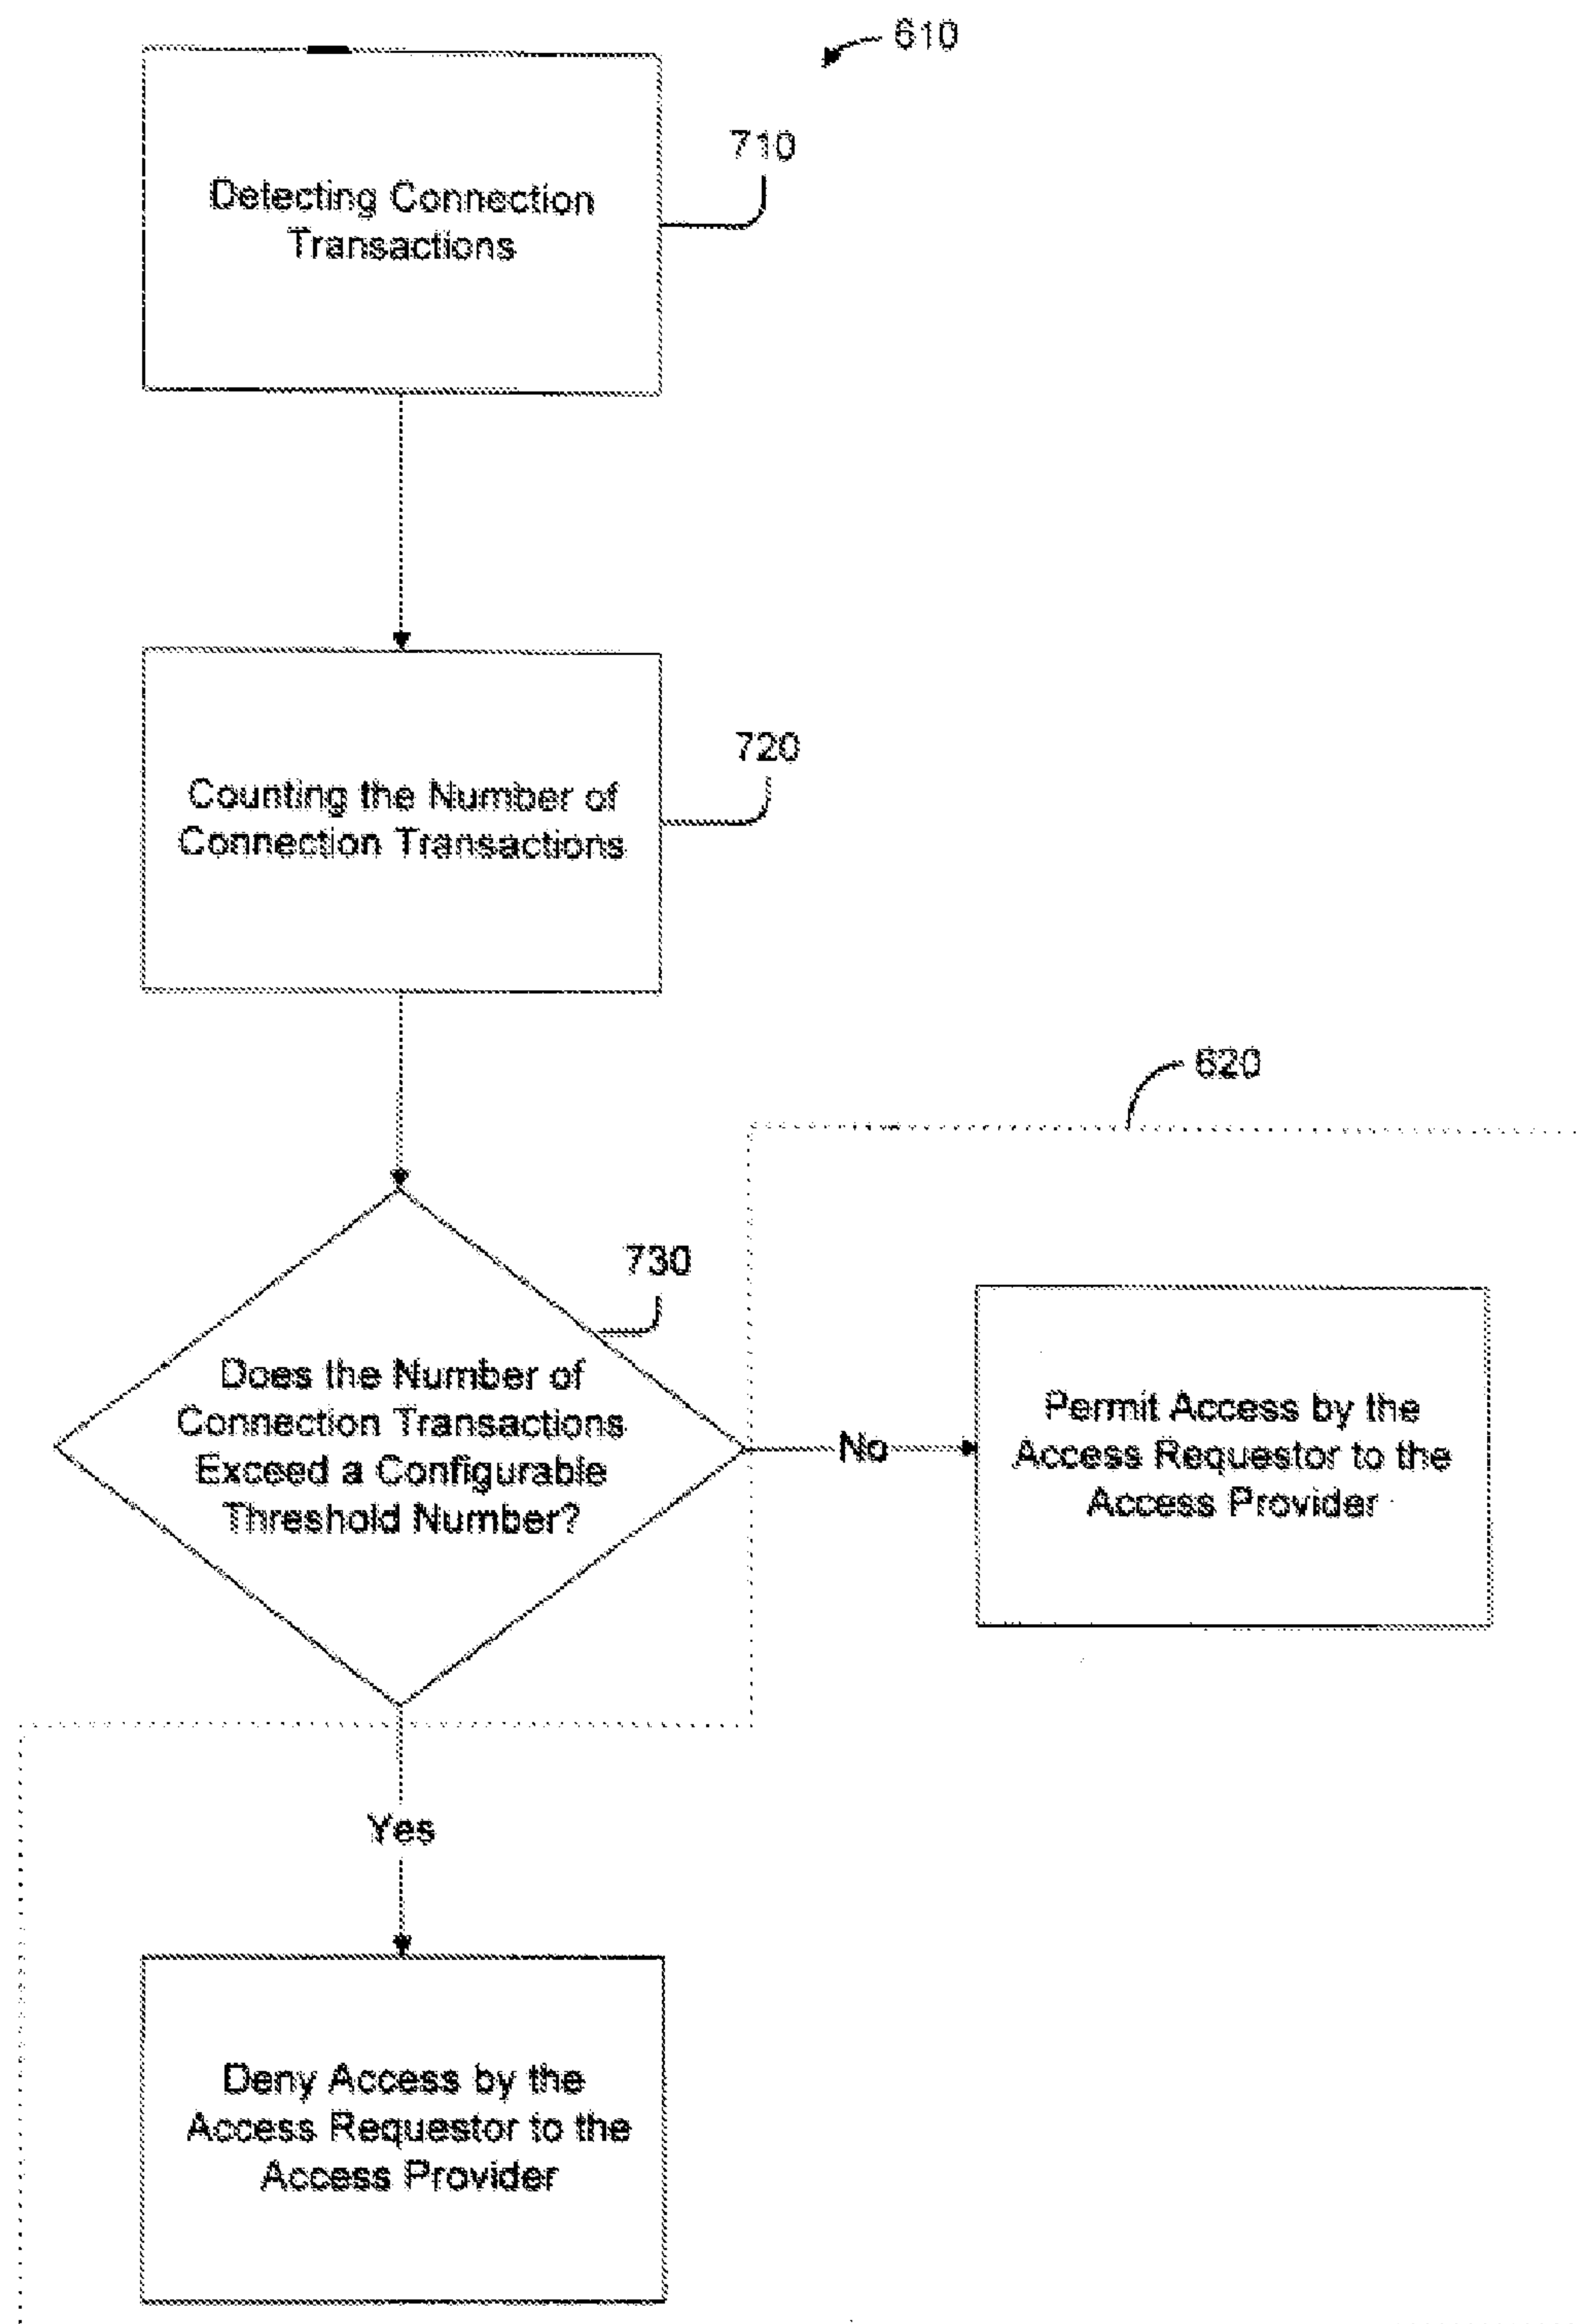 610
710
Detecting Connection
Transactions
720
Counting the Number of
Connection Transactions
620
730
Does the Number of
Connection Transactions
Exceed a Configurable
Threshold Number?
No
Permit Access by the
Access Requestor to the
Access Provider
Yes
Deny Access by the
Access Requestor to the
Access Provider